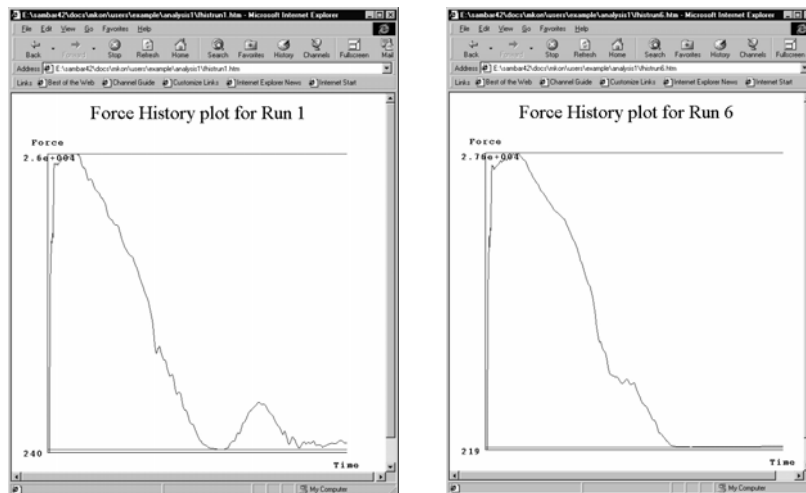 E:\sambar42\docs\mkon\users\example\analysis1\fhistrun1.htm - Microsoft Internet Explorer
File Edit View Go Favorites Help
Back Forward Stop Refresh Home Search Favorites History Channels Fullscreen Mail
Address E:\sambar42\docs\mkon\users\example\analysis1\fhistrun1.htm
Links Best of the Web Channel Guide Customize Links Internet Explorer News Internet Start
Force History plot for Run 1
Force
2.6e+004
240
Time
My Computer
E:\sambar42\docs\mkon\users\example\analysis1\fhistrun6.htm - Microsoft Internet Explorer
File Edit View Go Favorites Help
Back Forward Stop Refresh Home Search Favorites History Channels Fullscreen
Address E:\sambar42\docs\mkon\users\example\analysis1\fhistrun6.htm
Links Best of the Web Channel Guide Customize Links Internet Explorer News Internet Start
Force History plot for Run 6
Force
2.76e+004
219
Time
My Computer